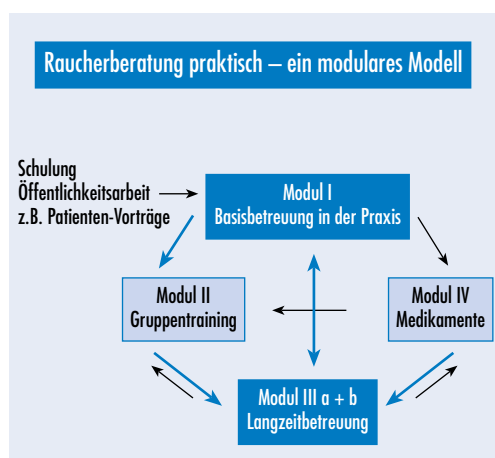 Raucherberatung praktisch – ein modulares Modell
Schulung
Öffentlichkeitsarbeit
z.B. Patienten-Vorträge
Modul I
Basisbetreuung in der Praxis
Modul II
Gruppentraining
Modul IV
Medikamente
Modul III a + b
Langzeitbetreuung